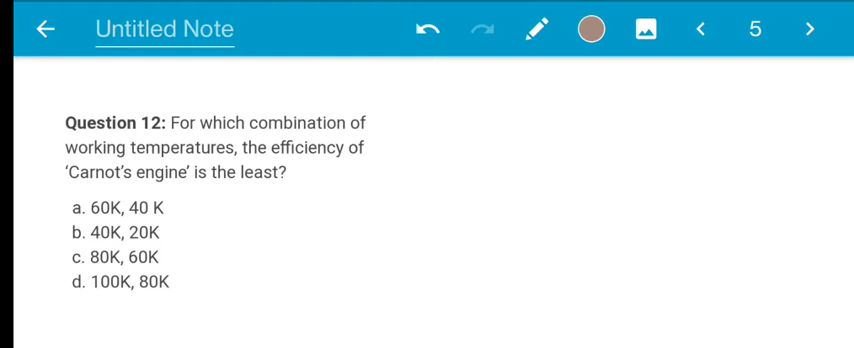 Untitled Note
5
Question 12: For which combination of
working temperatures, the efficiency of
‘Carnot’s engine’ is the least?
a. 60K, 40 K
b. 40K, 20K
c. 80K, 60K
d. 100K, 80K